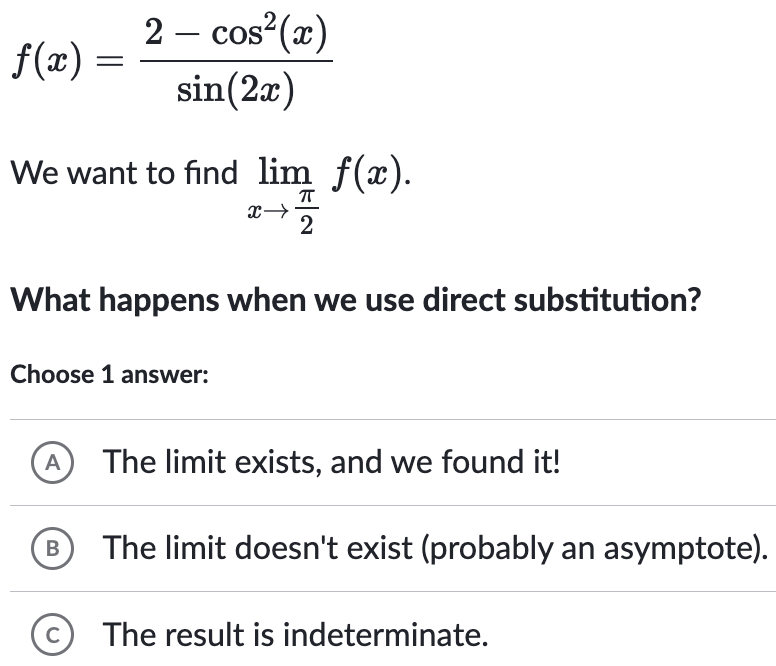 f(x) = \frac{2 - \cos^2(x)}{\sin(2x)}
We want to find \lim_{x \to \frac{\pi}{2}} f(x).
What happens when we use direct substitution?
Choose 1 answer:
A The limit exists, and we found it!
B The limit doesn't exist (probably an asymptote).
C The result is indeterminate.